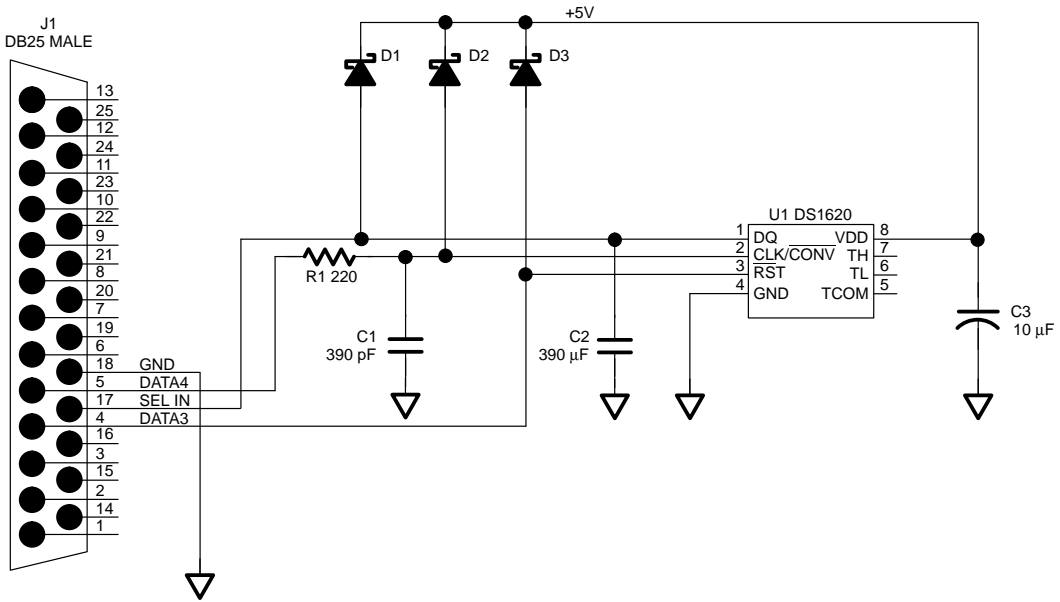 J1
DB25 MALE
+5V
D1
D2
D3
13
25
12
24
11
23
10
22
9
21
8
20
7
19
6
18 GND
5 DATA4
17 SEL IN
4 DATA3
16
3
15
2
14
1
R1 220
C1
390 pF
C2
390 μF
U1 DS1620
1 DQ VDD 8
2 CLK/CONV TH 7
3 RST TL 6
4 GND TCOM 5
C3
10 μF